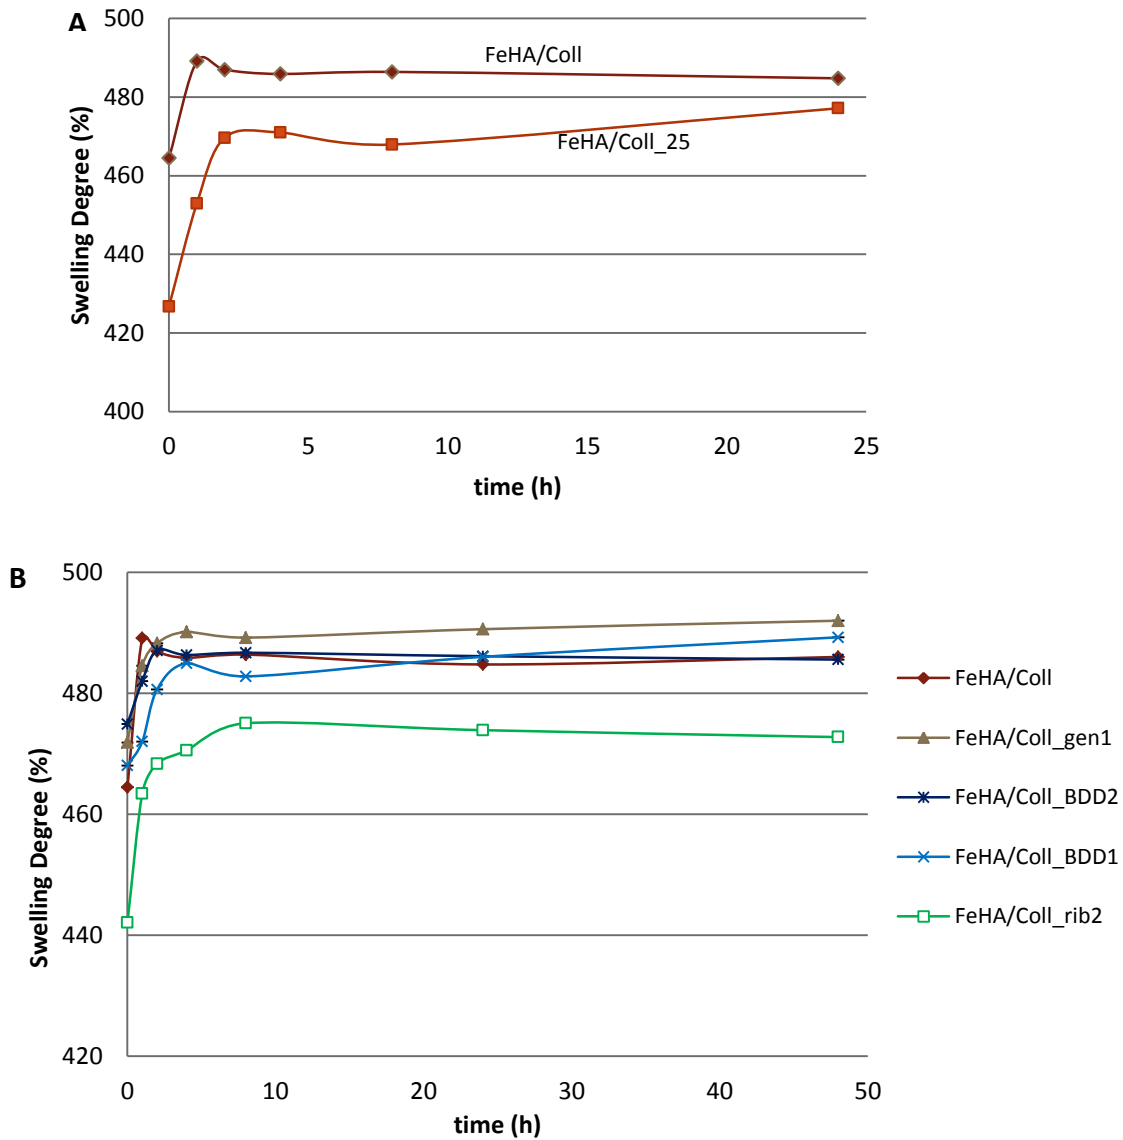 A
500
480
460
440
420
400
Swelling Degree (%)
FeHA/Coll
FeHA/Coll_25
0 5 10 15 20 25
time (h)
B
500
480
460
440
420
Swelling Degree (%)
0 10 20 30 40 50
time (h)
FeHA/Coll
FeHA/Coll_gen1
FeHA/Coll_BDD2
FeHA/Coll_BDD1
FeHA/Coll_rib2